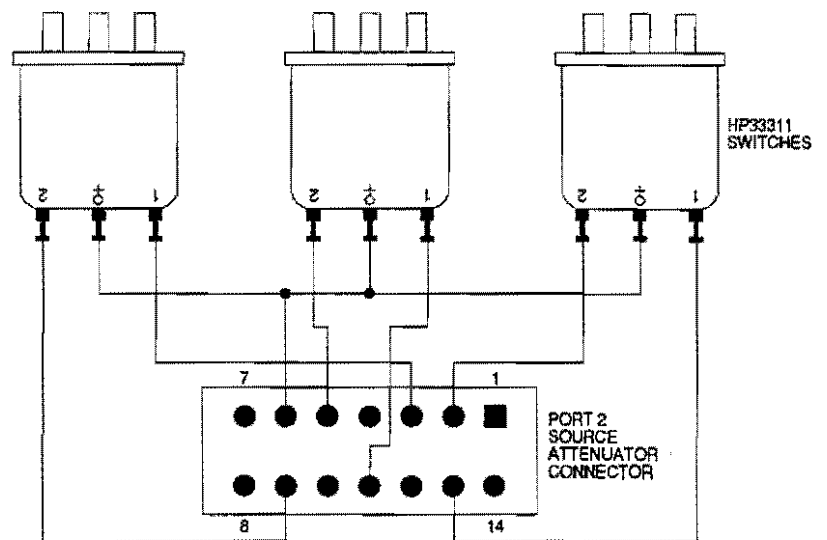 HP33311
SWITCHES
2 1
2 1
2 1
7 1
PORT 2
SOURCE
ATTENUATOR
CONNECTOR
8 14